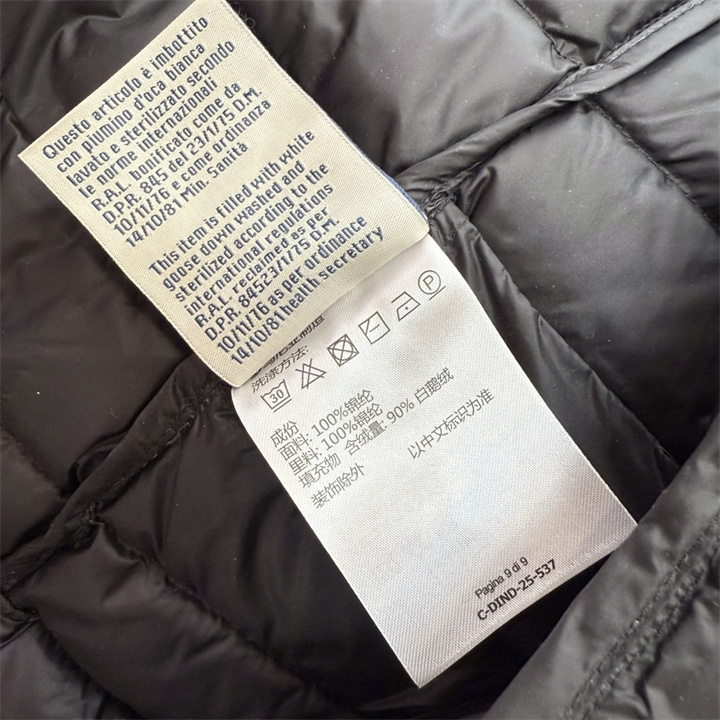 Questo articolo è imbottito
con piumino d'oca bianca
lavato e sterilizzato secondo
le norme internazionali
R.A.L. bonificato come da
D.P.R. 845 del 23/1/75 D.M.
10/11/76 e come ordinanza
14/10/81 Min. Sanità
This item is filled with white
goose down washed and
sterilized according to the
international regulations
R.A.L. reclaimed as per
D.P.R. 84523/1/75 D.M.
10/11/76 as per ordinance
14/10/81 health secretary
洗涤方法:
30 P
成份
面料: 100%锦纶
里料: 100%锦纶
填充物 含绒量: 90% 白鹅绒
装饰除外 以中文标识为准
Pagina 9 di 9
C-DIND-25-537